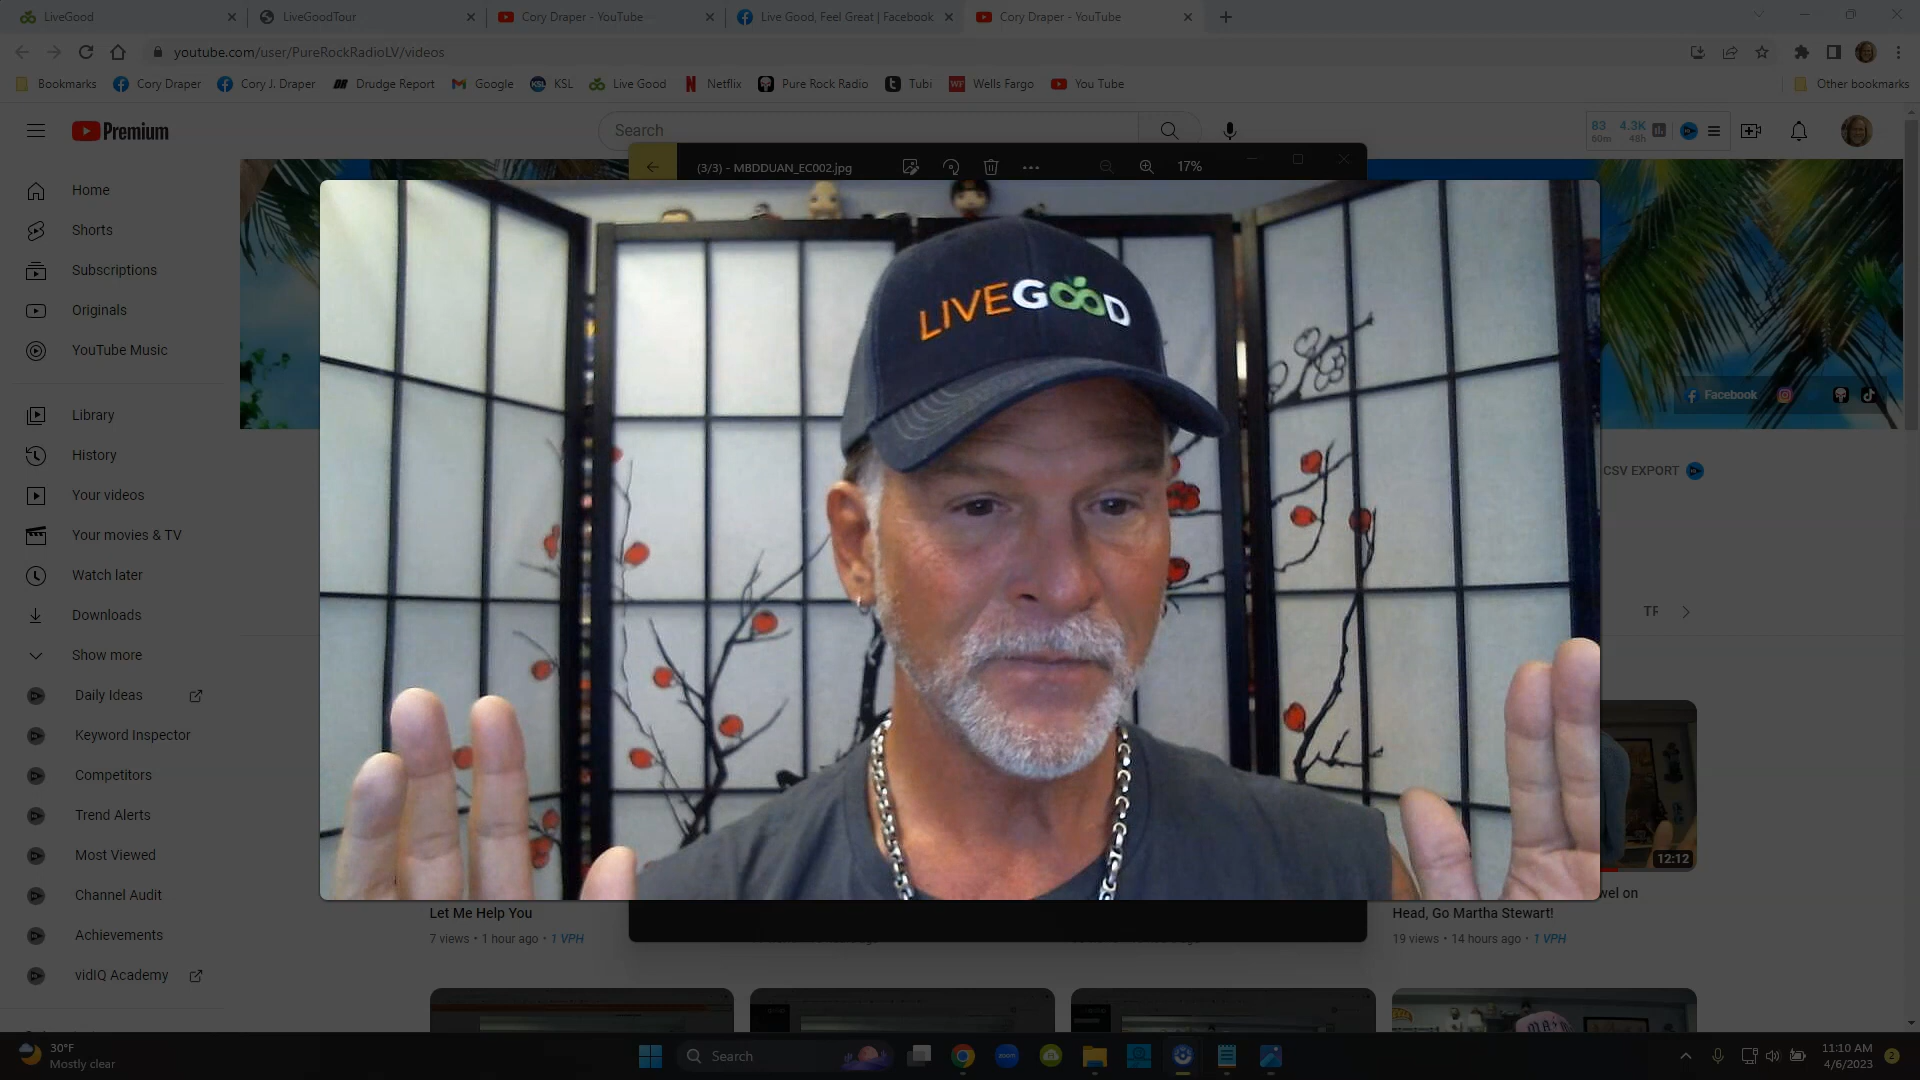 LiveGood
LiveGoodTour
Cory Draper - YouTube
Live Good, Feel Great | Facebook
Cory Draper - YouTube
youtube.com/user/PureRockRadioLV/videos
Bookmarks
Cory Draper
Cory J. Draper
Drudge Report
Google
KSL
Live Good
Netflix
Pure Rock Radio
Tubi
Wells Fargo
You Tube
Other bookmarks
Premium
Search
83 4.3K
60m 48h
(3/3) - MBDDUAN_EC002.jpg
17%
Home
Shorts
Subscriptions
Originals
YouTube Music
Library
History
Your videos
Your movies & TV
Watch later
Downloads
Show more
Daily Ideas
Keyword Inspector
Competitors
Trend Alerts
Most Viewed
Channel Audit
Achievements
vidIQ Academy
LIVEGOOD
Facebook
CSV EXPORT
12:12
Let Me Help You
7 views • 1 hour ago • 1 VPH
Head, Go Martha Stewart!
19 views • 14 hours ago • 1 VPH
30°F
Mostly clear
Search
zoom
11:10 AM
4/6/2023
2